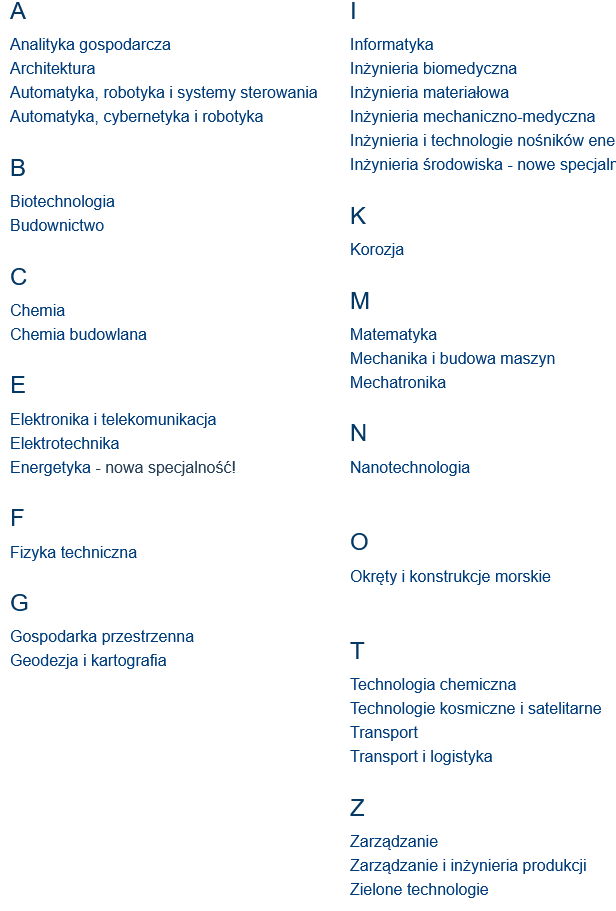 A
Analityka gospodarcza
Architektura
Automatyka, robotyka i systemy sterowania
Automatyka, cybernetyka i robotyka
B
Biotechnologia
Budownictwo
C
Chemia
Chemia budowlana
E
Elektronika i telekomunikacja
Elektrotechnika
Energetyka - nowa specjalność!
F
Fizyka techniczna
G
Gospodarka przestrzenna
Geodezja i kartografia
I
Informatyka
Inżynieria biomedyczna
Inżynieria materiałowa
Inżynieria mechaniczno-medyczna
Inżynieria i technologie nośników ene
Inżynieria środowiska - nowe specjaln
K
Korozja
M
Matematyka
Mechanika i budowa maszyn
Mechatronika
N
Nanotechnologia
O
Okręty i konstrukcje morskie
T
Technologia chemiczna
Technologie kosmiczne i satelitarne
Transport
Transport i logistyka
Z
Zarządzanie
Zarządzanie i inżynieria produkcji
Zielone technologie